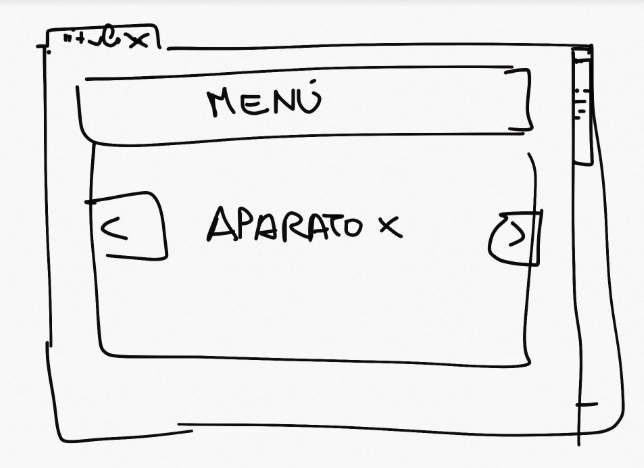 MENÚ
< APARATO X >